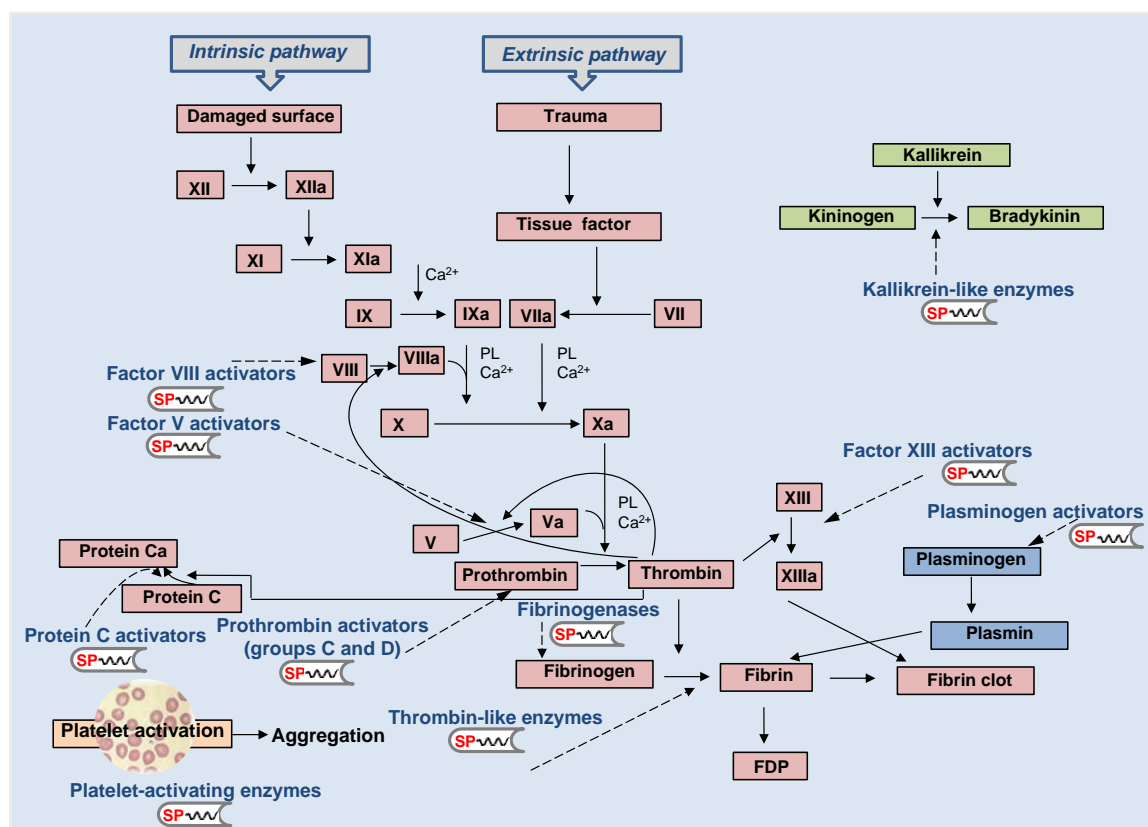 Intrinsic pathway
Extrinsic pathway
Damaged surface
Trauma
Kallikrein
XII
XIIa
Kininogen
Bradykinin
Tissue factor
XI
XIa
Ca²⁺
Kallikrein-like enzymes
SP
IX
IXa
VIIa
VII
VIII
VIIIa
PL
Ca²⁺
PL
Ca²⁺
Factor VIII activators
SP
Factor V activators
SP
X
Xa
Factor XIII activators
SP
XIII
PL
Ca²⁺
Plasminogen activators
SP
V
Va
Protein Ca
Plasminogen
Prothrombin
Thrombin
XIIIa
Protein C
Fibrinogenases
SP
Protein C activators
SP
Prothrombin activators
(groups C and D)
SP
Plasmin
Fibrinogen
Fibrin
Fibrin clot
Thrombin-like enzymes
SP
Platelet activation
Aggregation
FDP
Platelet-activating enzymes
SP